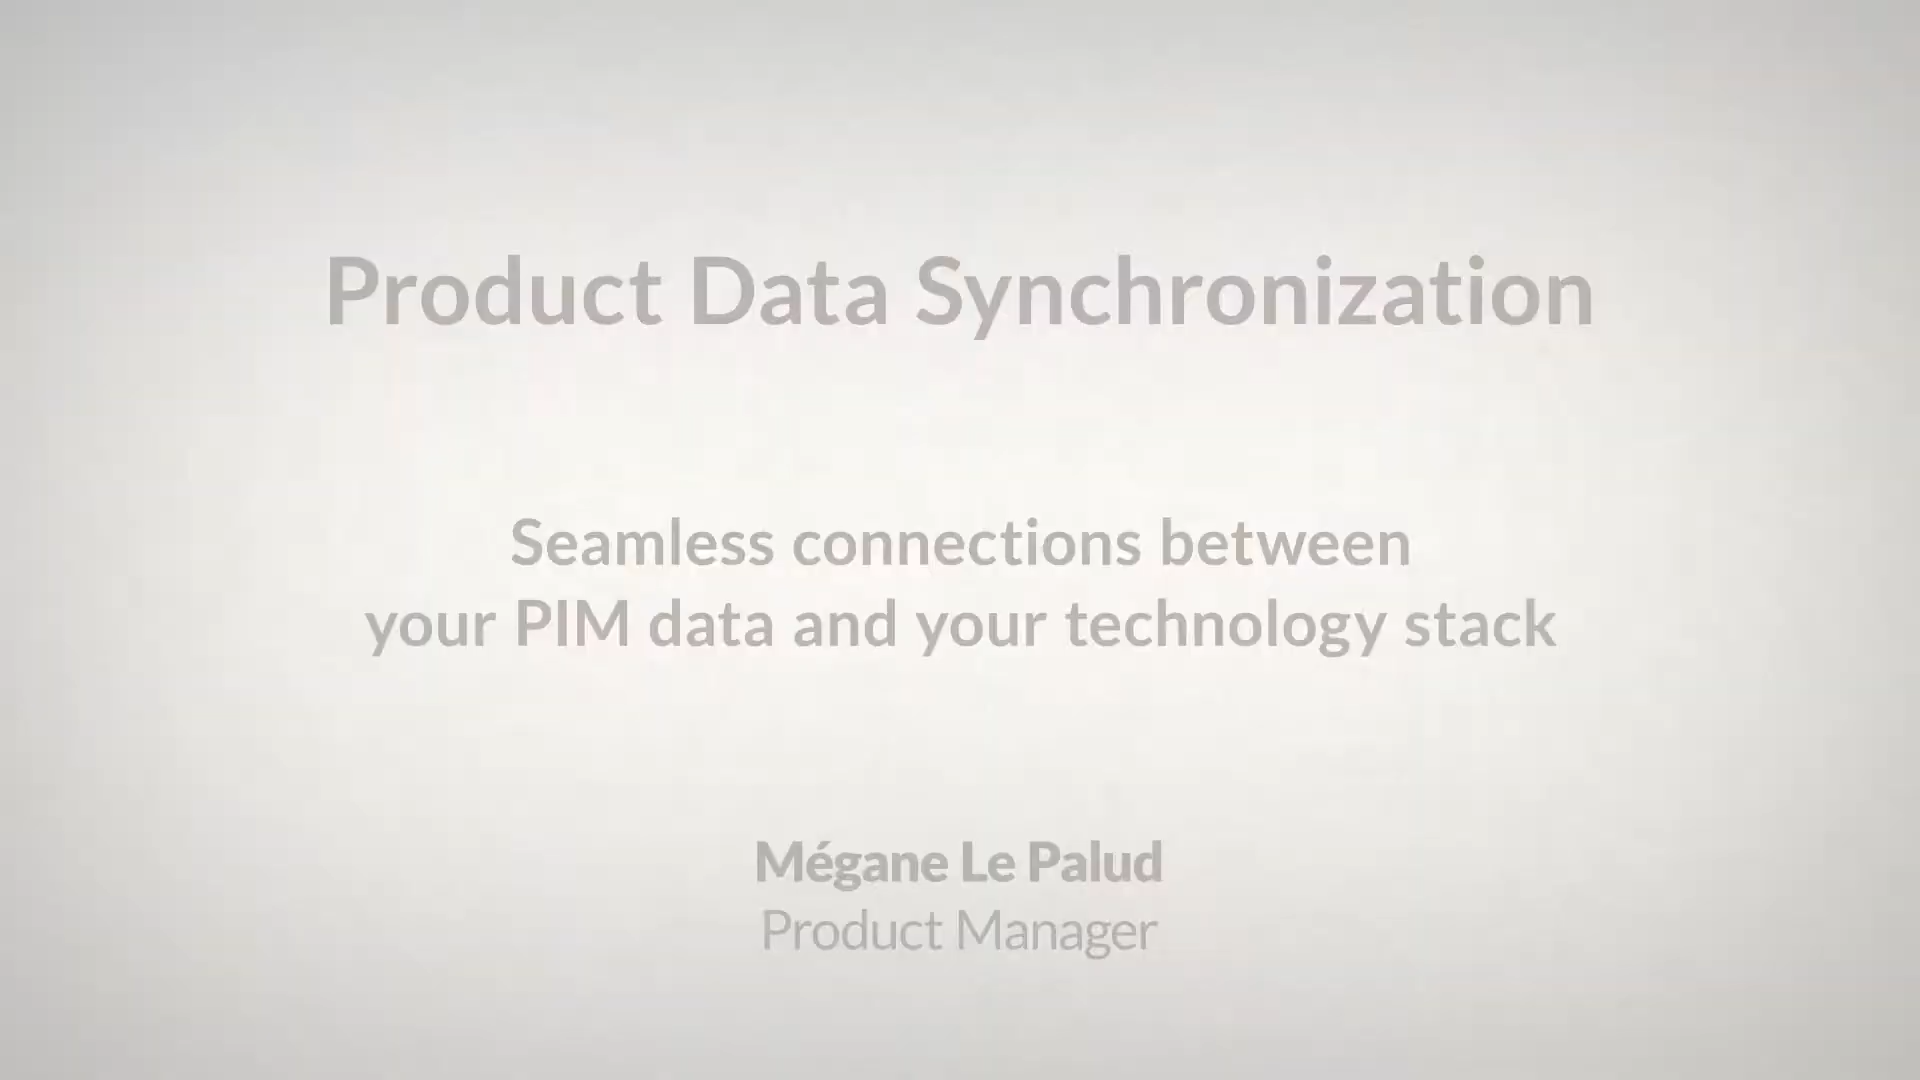 Product Data Synchronization
Seamless connections between
your PIM data and your technology stack
Mégane Le Palud
Product Manager